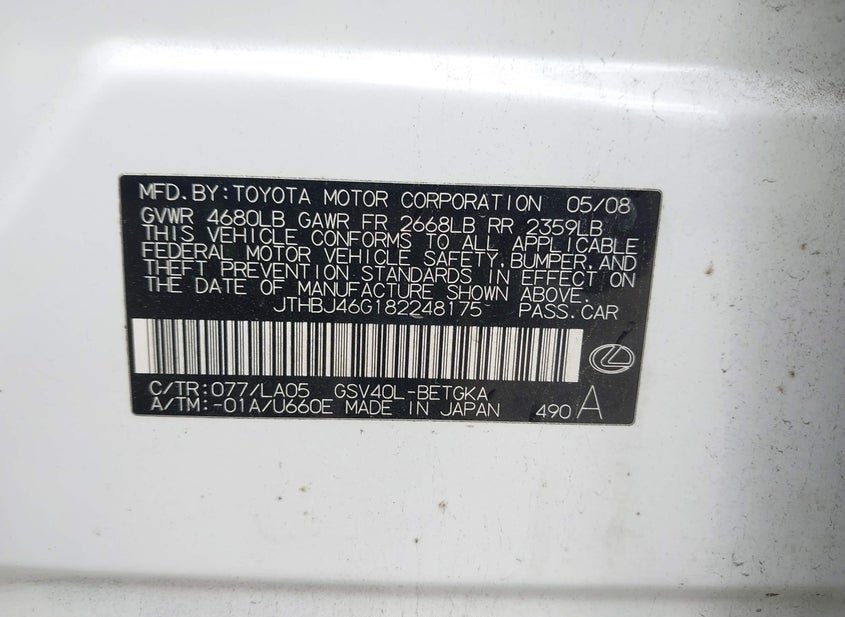 MFD. BY: TOYOTA MOTOR CORPORATION 05/08
GVWR 4680LB GAWR FR 2668LB RR 2359LB
THIS VEHICLE CONFORMS TO ALL APPLICABLE
FEDERAL MOTOR VEHICLE SAFETY, BUMPER, AND
THEFT PREVENTION STANDARDS IN EFFECT ON
THE DATE OF MANUFACTURE SHOWN ABOVE.
JTHBJ46G182248175 PASS. CAR
C/TR: 077/LA05 GSV40L-BETGKA
A/TM: -01A/U660E MADE IN JAPAN 490 A